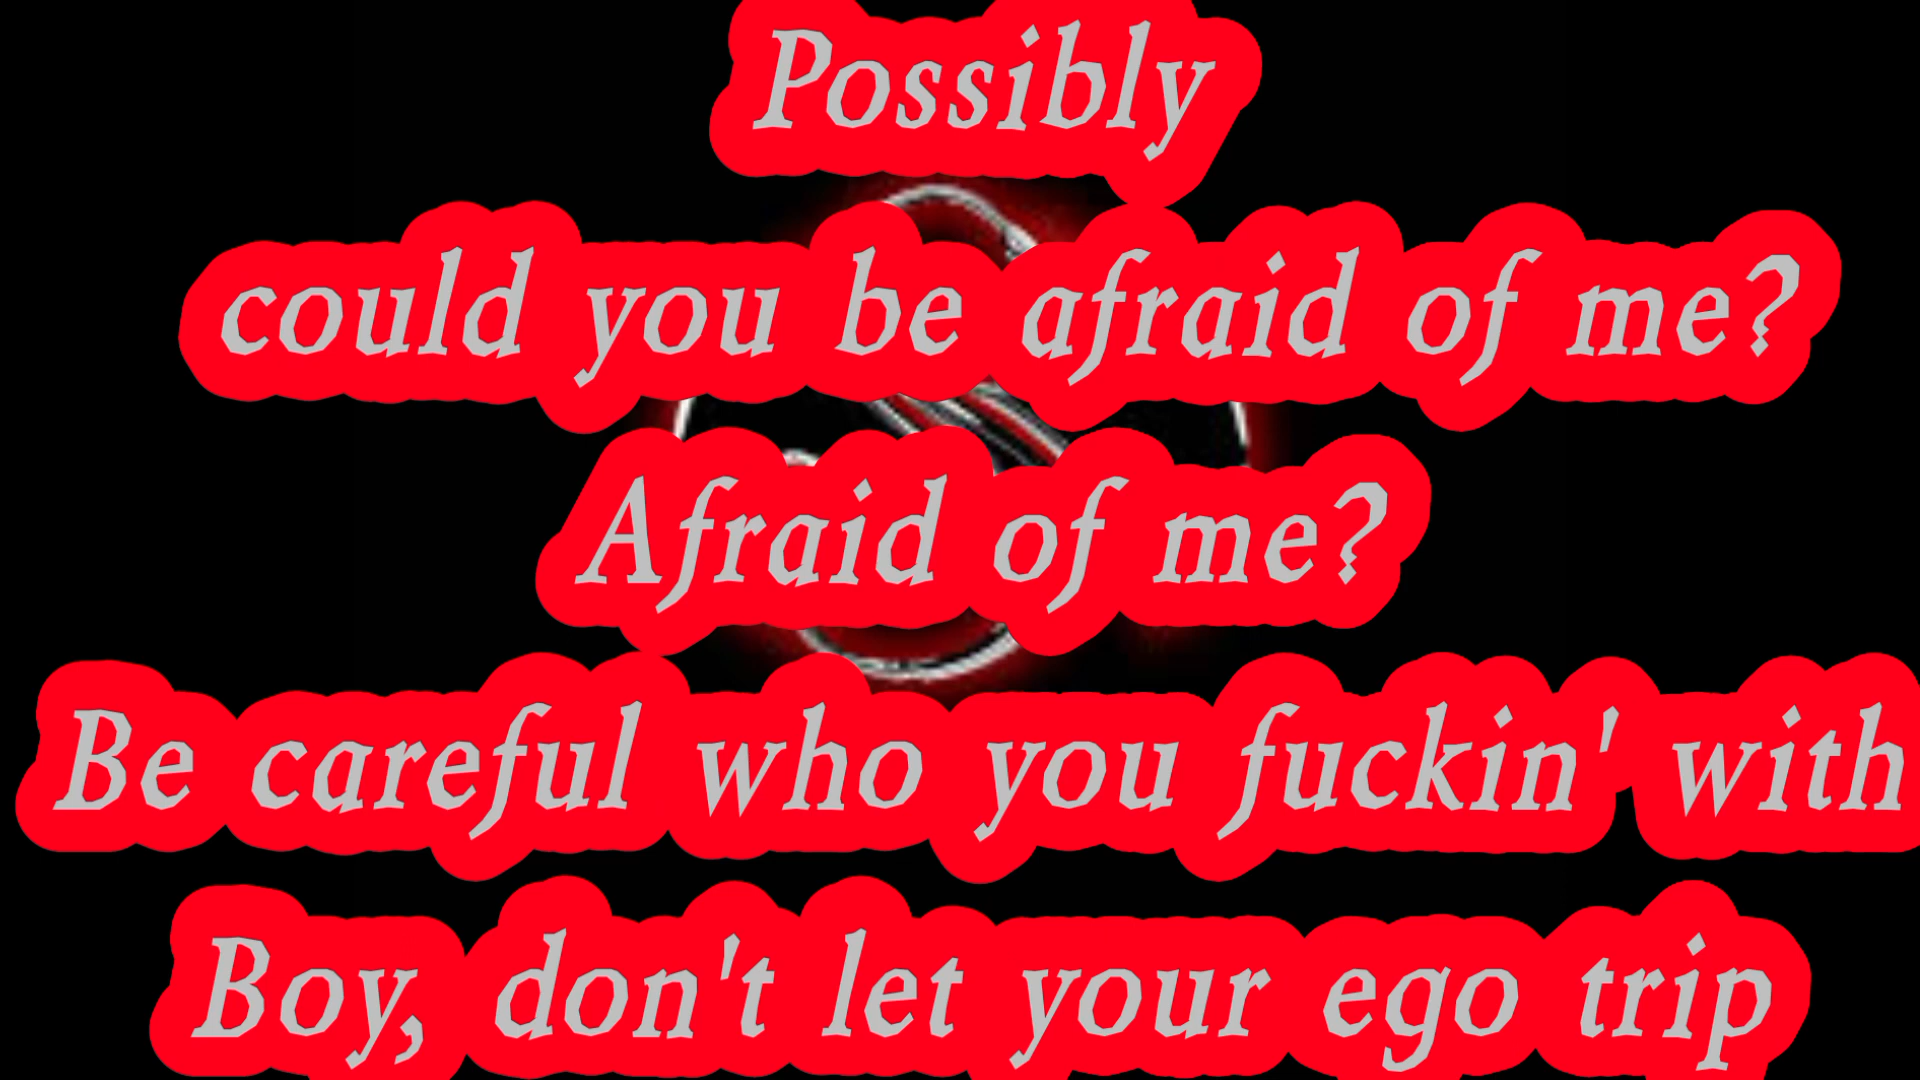 Possibly
could you be afraid of me?
Afraid of me?
Be careful who you fuckin' with
Boy, don't let your ego trip